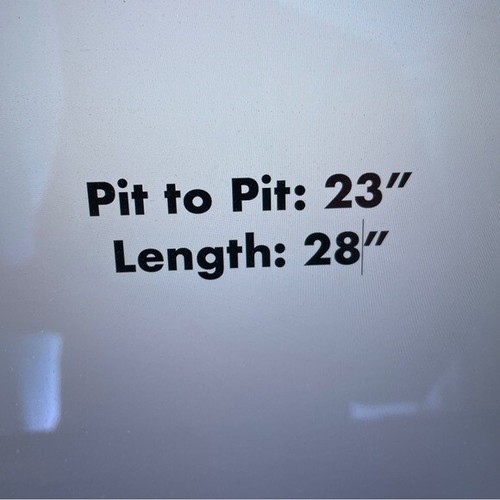 Pit to Pit: 23”
Length: 28”